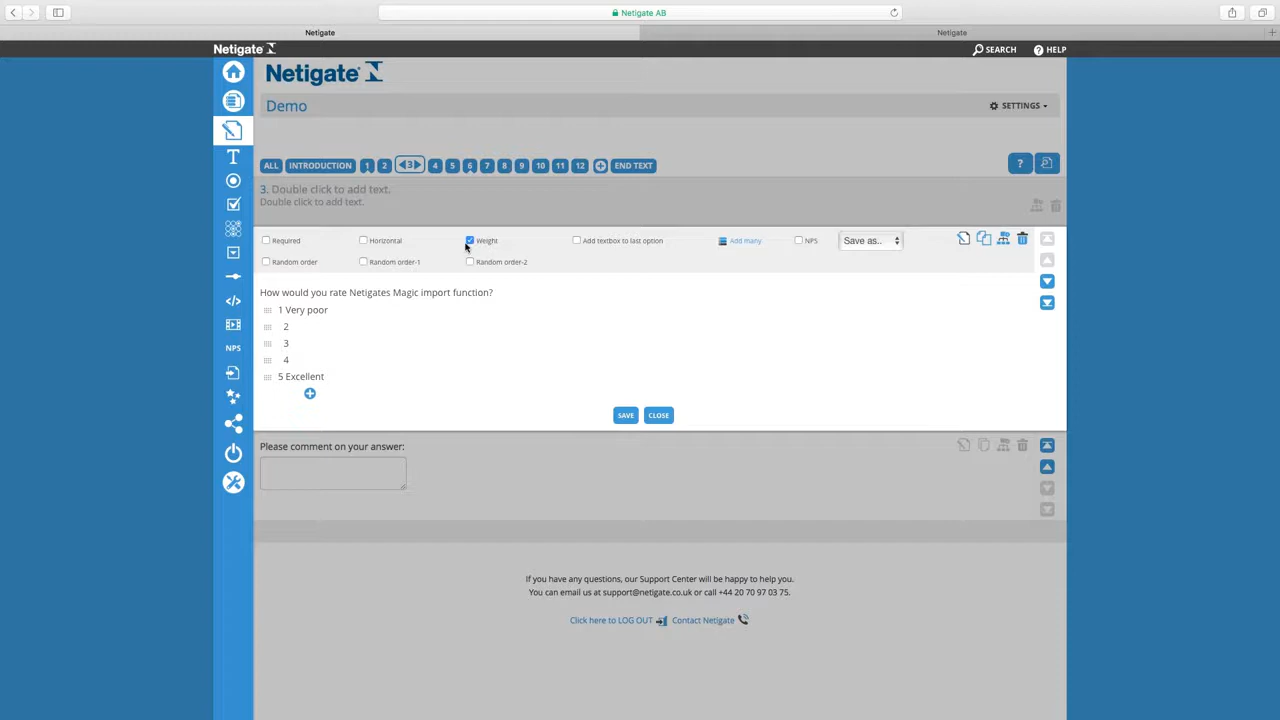 Netigate AB
Netigate
Netigate
Netigate
SEARCH
HELP
Netigate
Demo
SETTINGS
ALL
INTRODUCTION
1
2
3
4
5
6
7
8
9
10
11
12
END TEXT
?
3. Double click to add text.
Double click to add text.
Required
Horizontal
Weight
Add textbox to last option
Add many
NPS
Save as..
Random order
Random order-1
Random order-2
How would you rate Netigates Magic import function?
1 Very poor
2
3
4
5 Excellent
SAVE
CLOSE
NPS
Please comment on your answer:
If you have any questions, our Support Center will be happy to help you.
You can email us at support@netigate.co.uk or call +44 20 70 97 03 75.
Click here to LOG OUT
Contact Netigate